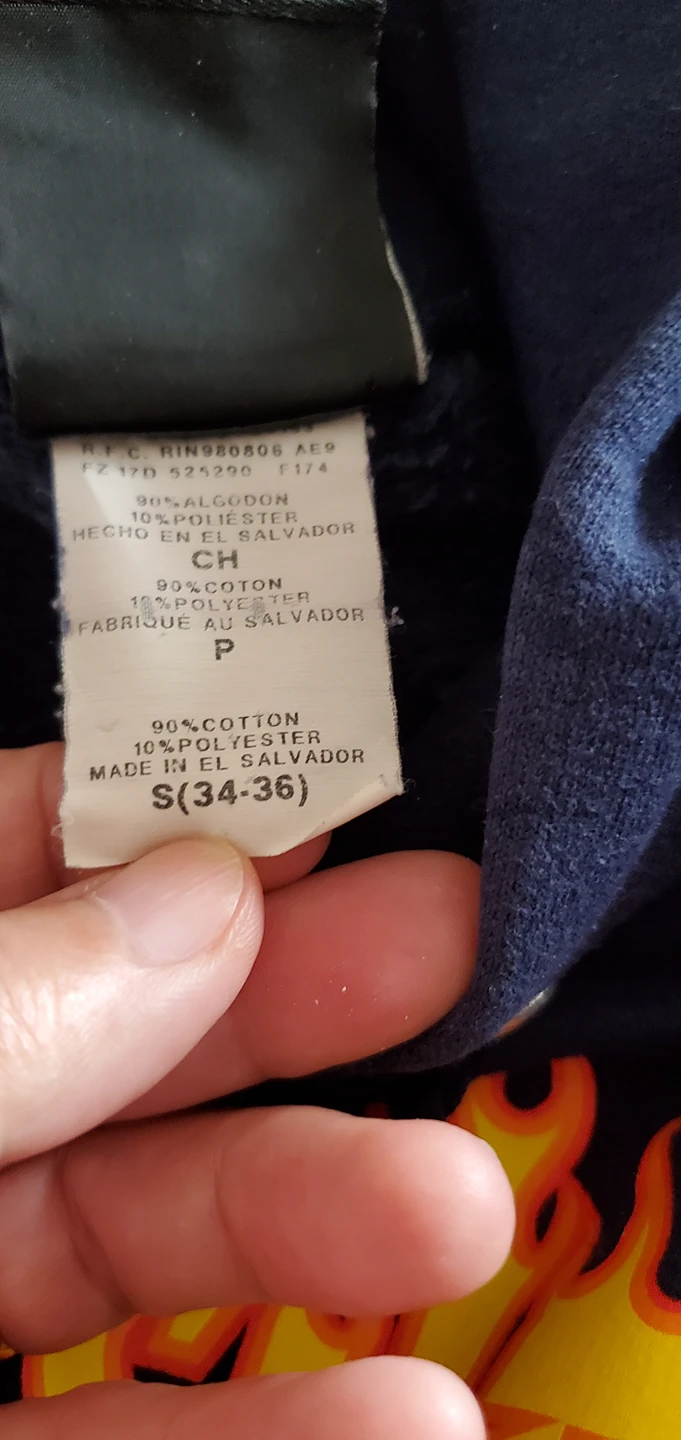 R.F.C. RIN980806 AE9
FZ 17D 525290 F174
90%ALGODON
10%POLIÉSTER
HECHO EN EL SALVADOR
CH
90%COTON
10%POLYESTER
FABRIQUÉ AU SALVADOR
P
90%COTTON
10%POLYESTER
MADE IN EL SALVADOR
S(34-36)